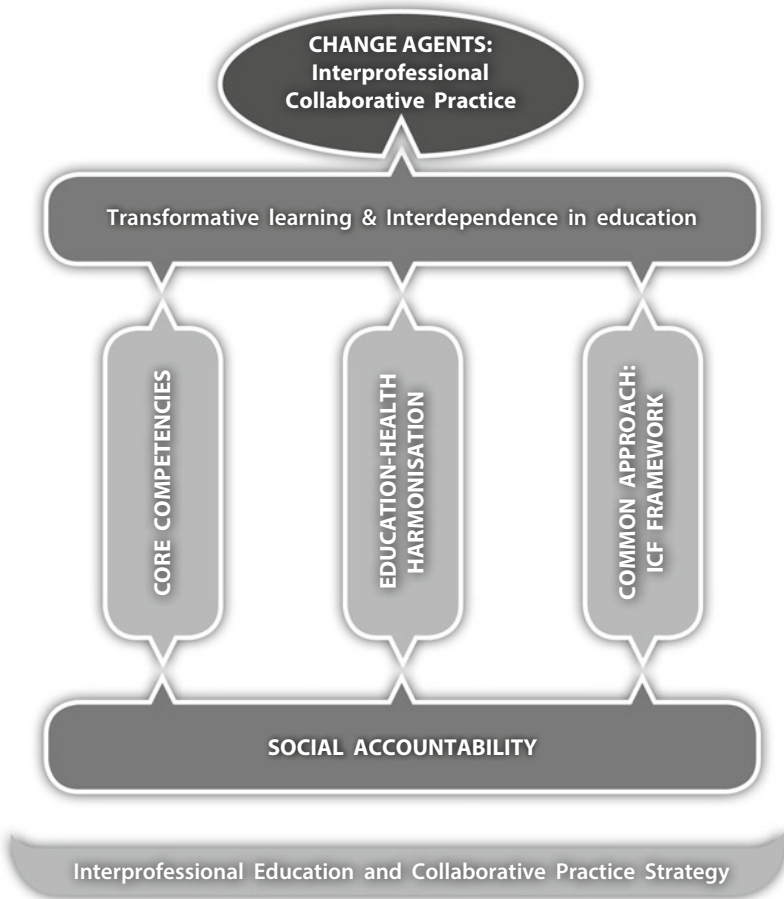 CHANGE AGENTS:
Interprofessional
Collaborative Practice
Transformative learning & Interdependence in education
CORE COMPETENCIES
EDUCATION-HEALTH
HARMONISATION
COMMON APPROACH:
ICF FRAMEWORK
SOCIAL ACCOUNTABILITY
Interprofessional Education and Collaborative Practice Strategy